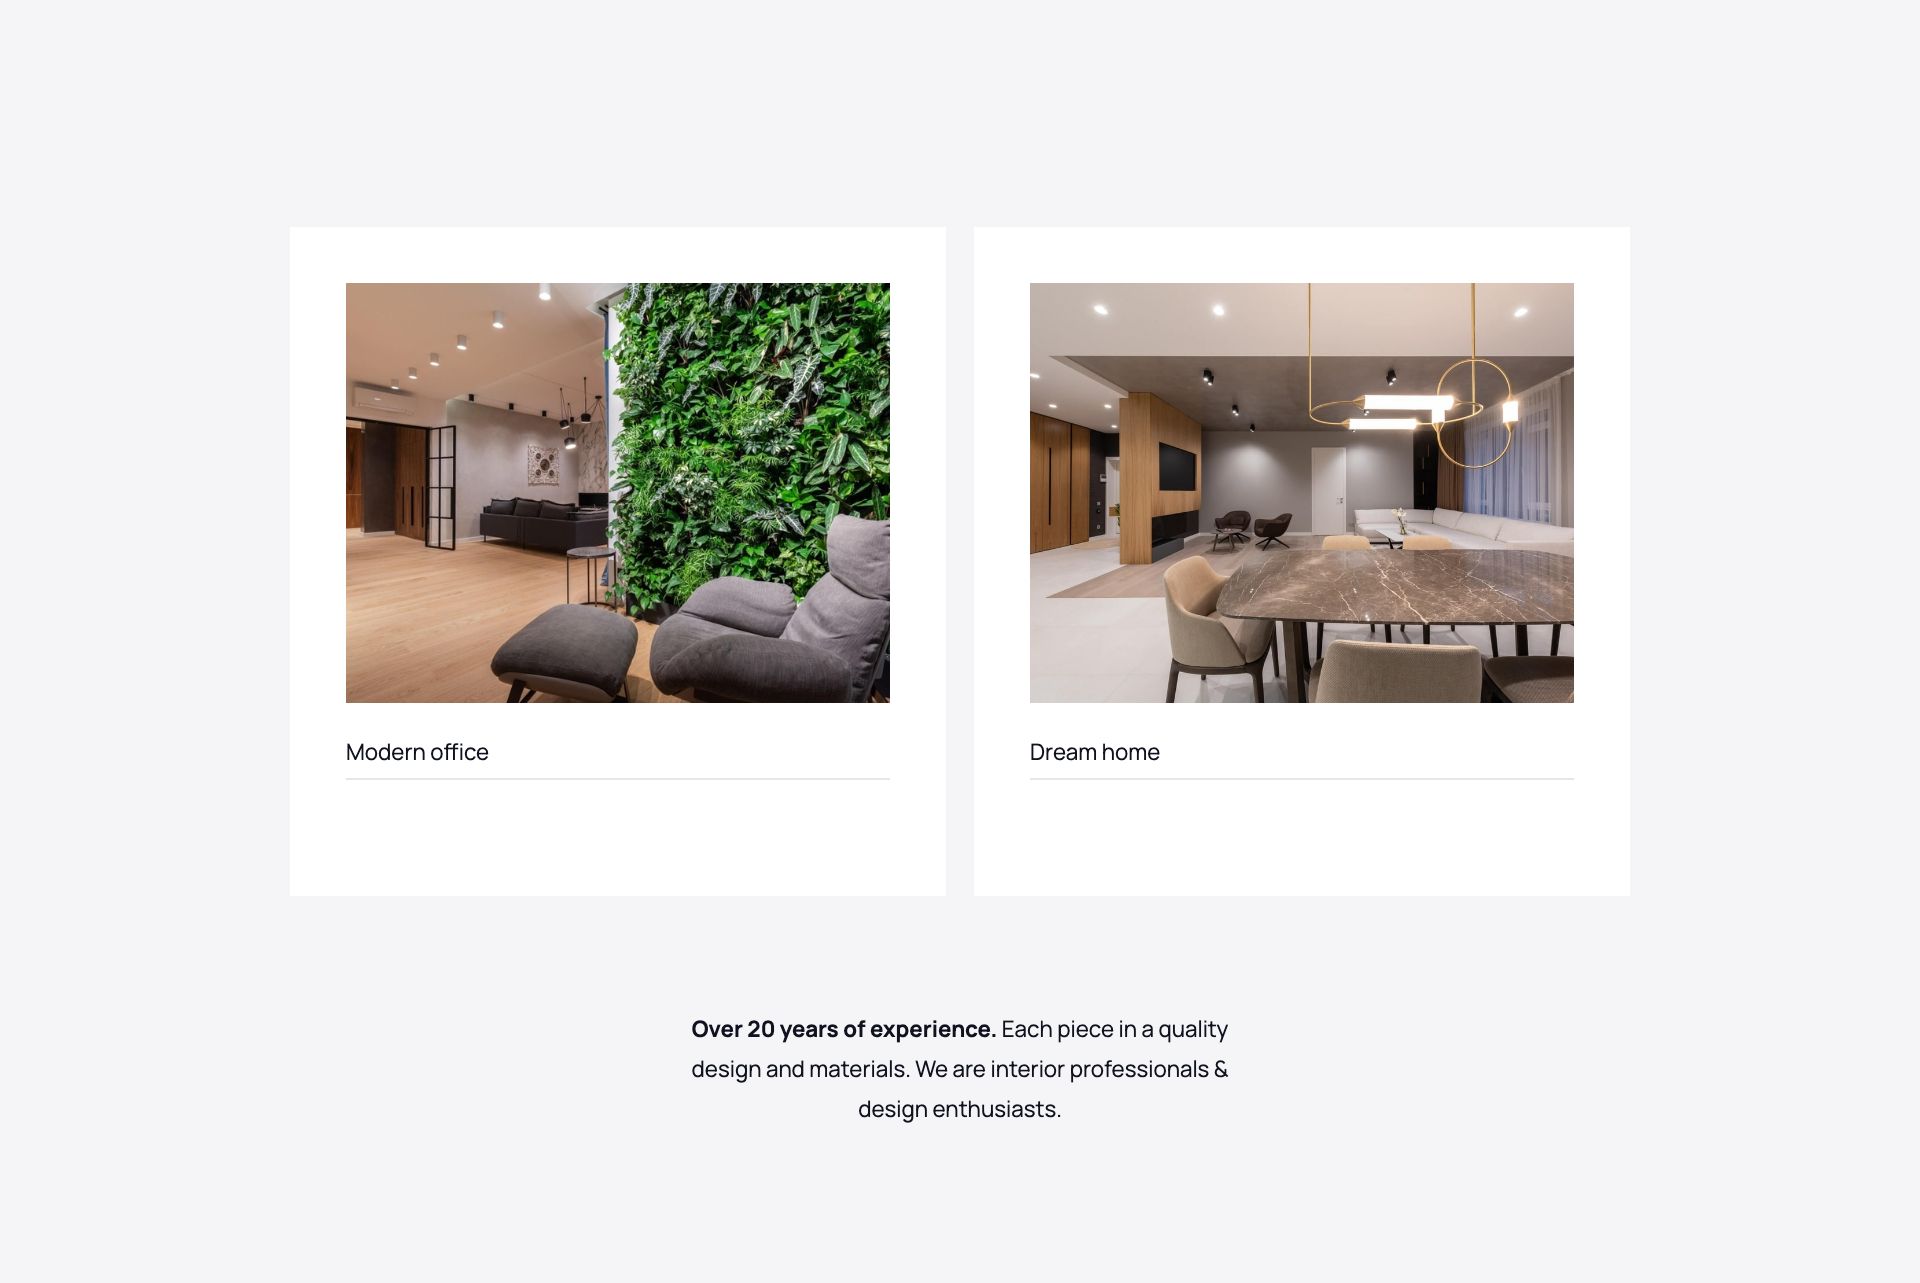 Modern office
Dream home
Over 20 years of experience. Each piece in a quality
design and materials. We are interior professionals &
design enthusiasts.